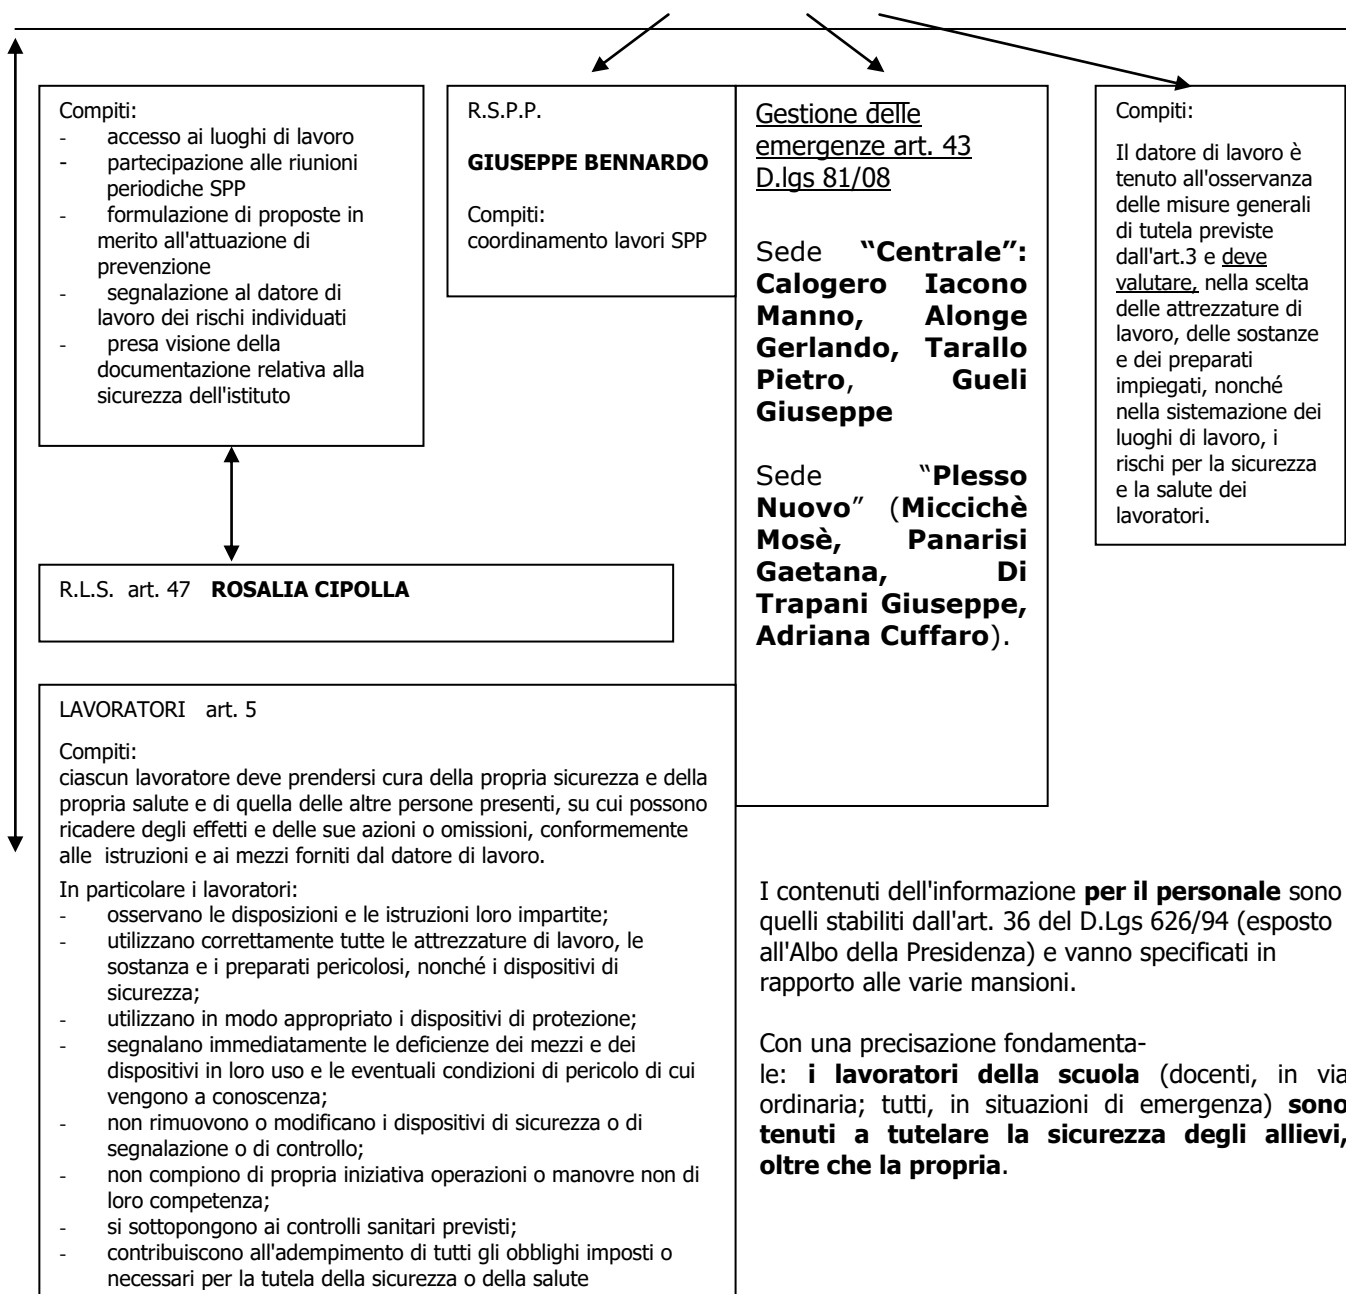 Compiti:
- accesso ai luoghi di lavoro
- partecipazione alle riunioni
periodiche SPP
- formulazione di proposte in
merito all'attuazione di
prevenzione
- segnalazione al datore di
lavoro dei rischi individuati
- presa visione della
documentazione relativa alla
sicurezza dell'istituto
R.S.P.P.
GIUSEPPE BENNARDO
Compiti:
coordinamento lavori SPP
Gestione delle
emergenze art. 43
D.lgs 81/08
Sede “Centrale”:
Calogero Iacono
Manno, Alonge
Gerlando, Tarallo
Pietro, Gueli
Giuseppe
Sede “Plesso
Nuovo” (Miccichè
Mosè, Panarisi
Gaetana, Di
Trapani Giuseppe,
Adriana Cuffaro).
Compiti:
Il datore di lavoro è
tenuto all'osservanza
delle misure generali
di tutela previste
dall'art.3 e deve
valutare, nella scelta
delle attrezzature di
lavoro, delle sostanze
e dei preparati
impiegati, nonché
nella sistemazione dei
luoghi di lavoro, i
rischi per la sicurezza
e la salute dei
lavoratori.
R.L.S. art. 47 ROSALIA CIPOLLA
LAVORATORI art. 5
Compiti:
ciascun lavoratore deve prendersi cura della propria sicurezza e della
propria salute e di quella delle altre persone presenti, su cui possono
ricadere degli effetti e delle sue azioni o omissioni, conformemente
alle istruzioni e ai mezzi forniti dal datore di lavoro.
In particolare i lavoratori:
- osservano le disposizioni e le istruzioni loro impartite;
- utilizzano correttamente tutte le attrezzature di lavoro, le
sostanza e i preparati pericolosi, nonché i dispositivi di
sicurezza;
- utilizzano in modo appropriato i dispositivi di protezione;
- segnalano immediatamente le deficienze dei mezzi e dei
dispositivi in loro uso e le eventuali condizioni di pericolo di cui
vengono a conoscenza;
- non rimuovono o modificano i dispositivi di sicurezza o di
segnalazione o di controllo;
- non compiono di propria iniziativa operazioni o manovre non di
loro competenza;
- si sottopongono ai controlli sanitari previsti;
- contribuiscono all'adempimento di tutti gli obblighi imposti o
necessari per la tutela della sicurezza o della salute
I contenuti dell'informazione per il personale sono
quelli stabiliti dall'art. 36 del D.Lgs 626/94 (esposto
all'Albo della Presidenza) e vanno specificati in
rapporto alle varie mansioni.
Con una precisazione fondamenta-
le: i lavoratori della scuola (docenti, in via
ordinaria; tutti, in situazioni di emergenza) sono
tenuti a tutelare la sicurezza degli allievi,
oltre che la propria.